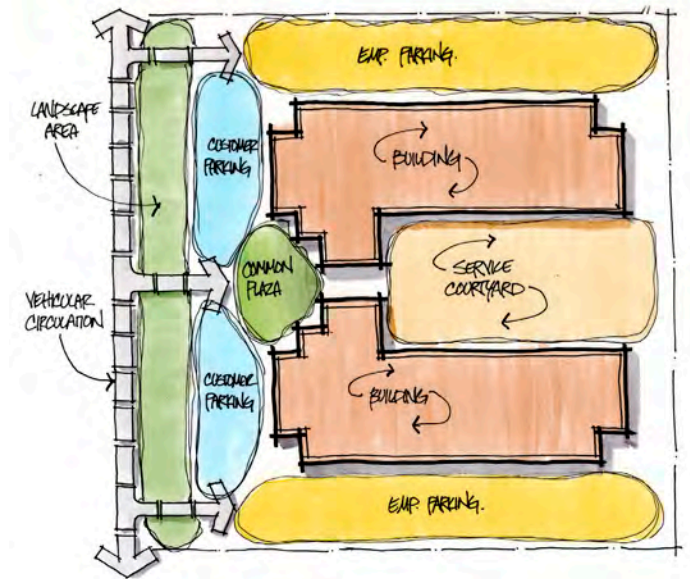 EMP. PARKING.
LANDSCAPE
AREA
CUSTOMER
PARKING
BUILDING
COMMON
PLAZA
SERVICE
COURTYARD
VEHICULAR
CIRCULATION
CUSTOMER
PARKING
BUILDING
EMP. PARKING.